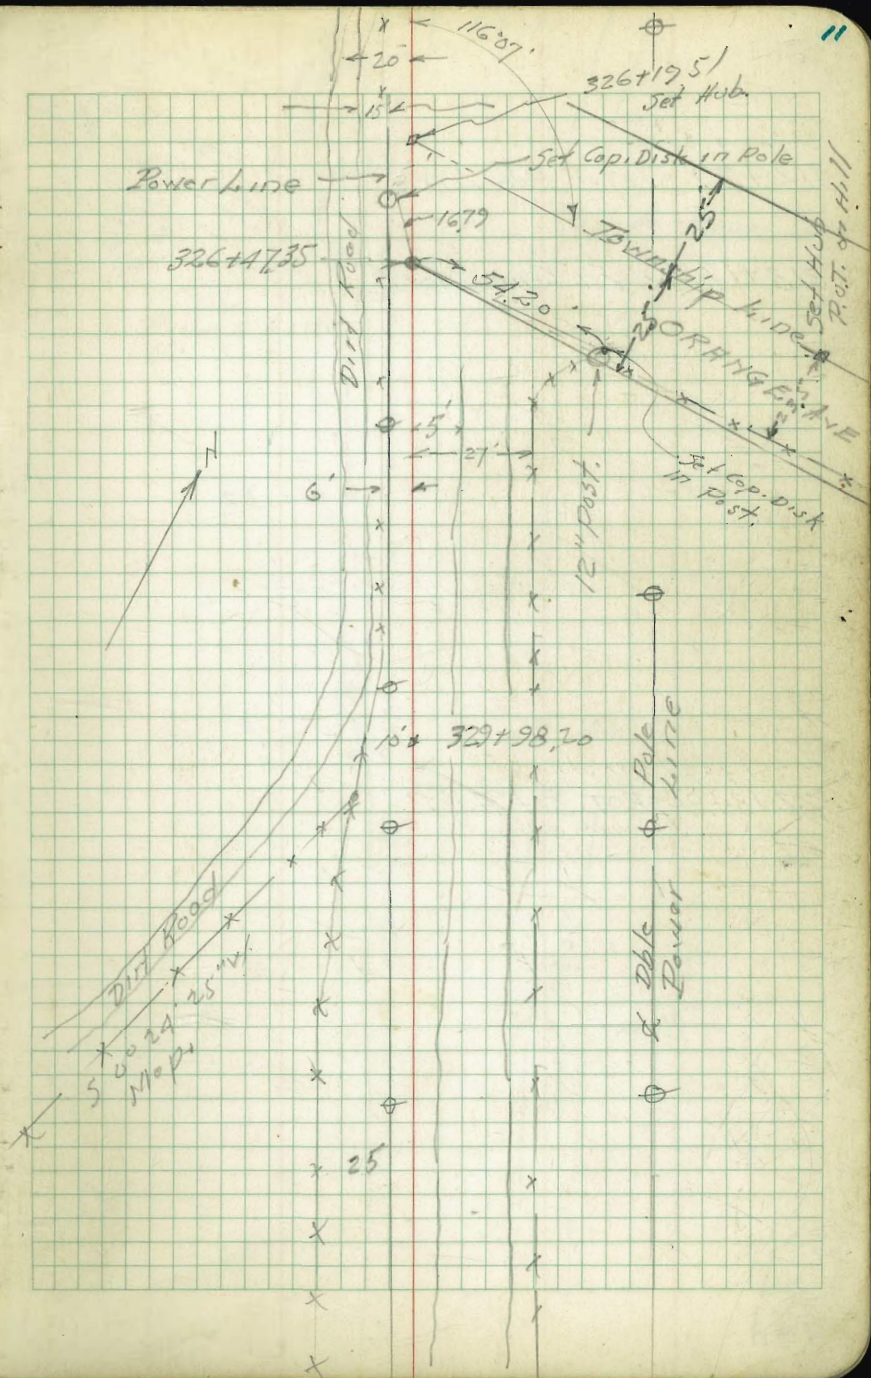 11
116°07'
20
326+19.51
Set Hub.
15
Set Cop. Disk in Pole
Power Line
16.79
25'
Township Line
Set Hub
P.O.T. on Hill
326+47.35
Dirt Road
54.20
25'
ORANGE AVE
5'
27'
6'
Set Cop. Disk
in Post.
12" Post.
N
10'
329+98.20
Pole
Line
Dirt Road
Dble
Power
S 0° 24' 25" W.
Map.
25